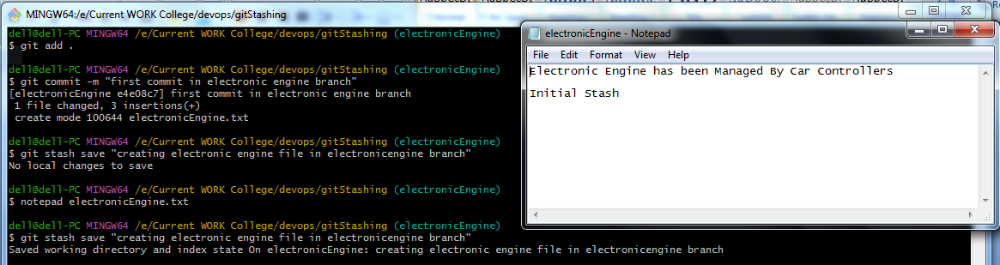 MINGW64:/e/Current WORK College/devops/gitStashing
dell@dell-PC MINGW64 /e/Current WORK College/devops/gitStashing (electronicEngine)
$ git add .
dell@dell-PC MINGW64 /e/Current WORK College/devops/gitStashing (electronicEngine)
$ git commit -m "first commit in electronic engine branch"
[electronicEngine e4e08c7] first commit in electronic engine branch
1 file changed, 3 insertions(+)
create mode 100644 electronicEngine.txt
dell@dell-PC MINGW64 /e/Current WORK College/devops/gitStashing (electronicEngine)
$ git stash save "creating electronic engine file in electronicengine branch"
No local changes to save
dell@dell-PC MINGW64 /e/Current WORK College/devops/gitStashing (electronicEngine)
$ notepad electronicEngine.txt
dell@dell-PC MINGW64 /e/Current WORK College/devops/gitStashing (electronicEngine)
$ git stash save "creating electronic engine file in electronicengine branch"
Saved working directory and index state On electronicEngine: creating electronic engine file in electronicengine branch
electronicEngine - Notepad
File Edit Format View Help
Electronic Engine has been Managed By Car Controllers
Initial Stash